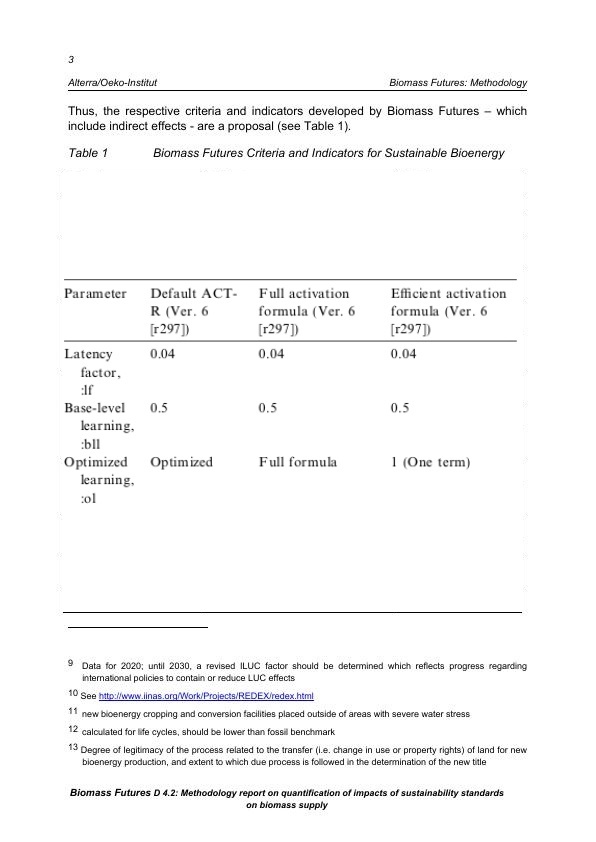 3
Alterra/Oeko-Institut Biomass Futures: Methodology
Thus, the respective criteria and indicators developed by Biomass Futures – which
include indirect effects - are a proposal (see Table 1).
Table 1 Biomass Futures Criteria and Indicators for Sustainable Bioenergy
Parameter Default ACT- Full activation Efficient activation
R (Ver. 6 formula (Ver. 6 formula (Ver. 6
[r297]) [r297]) [r297])
Latency 0.04 0.04 0.04
factor,
:lf
Base-level 0.5 0.5 0.5
learning,
:bll
Optimized Optimized Full formula 1 (One term)
learning,
:ol
9 Data for 2020; until 2030, a revised ILUC factor should be determined which reflects progress regarding
international policies to contain or reduce LUC effects
10 See http://www.iinas.org/Work/Projects/REDEX/redex.html
11 new bioenergy cropping and conversion facilities placed outside of areas with severe water stress
12 calculated for life cycles, should be lower than fossil benchmark
13 Degree of legitimacy of the process related to the transfer (i.e. change in use or property rights) of land for new
bioenergy production, and extent to which due process is followed in the determination of the new title
Biomass Futures D 4.2: Methodology report on quantification of impacts of sustainability standards
on biomass supply